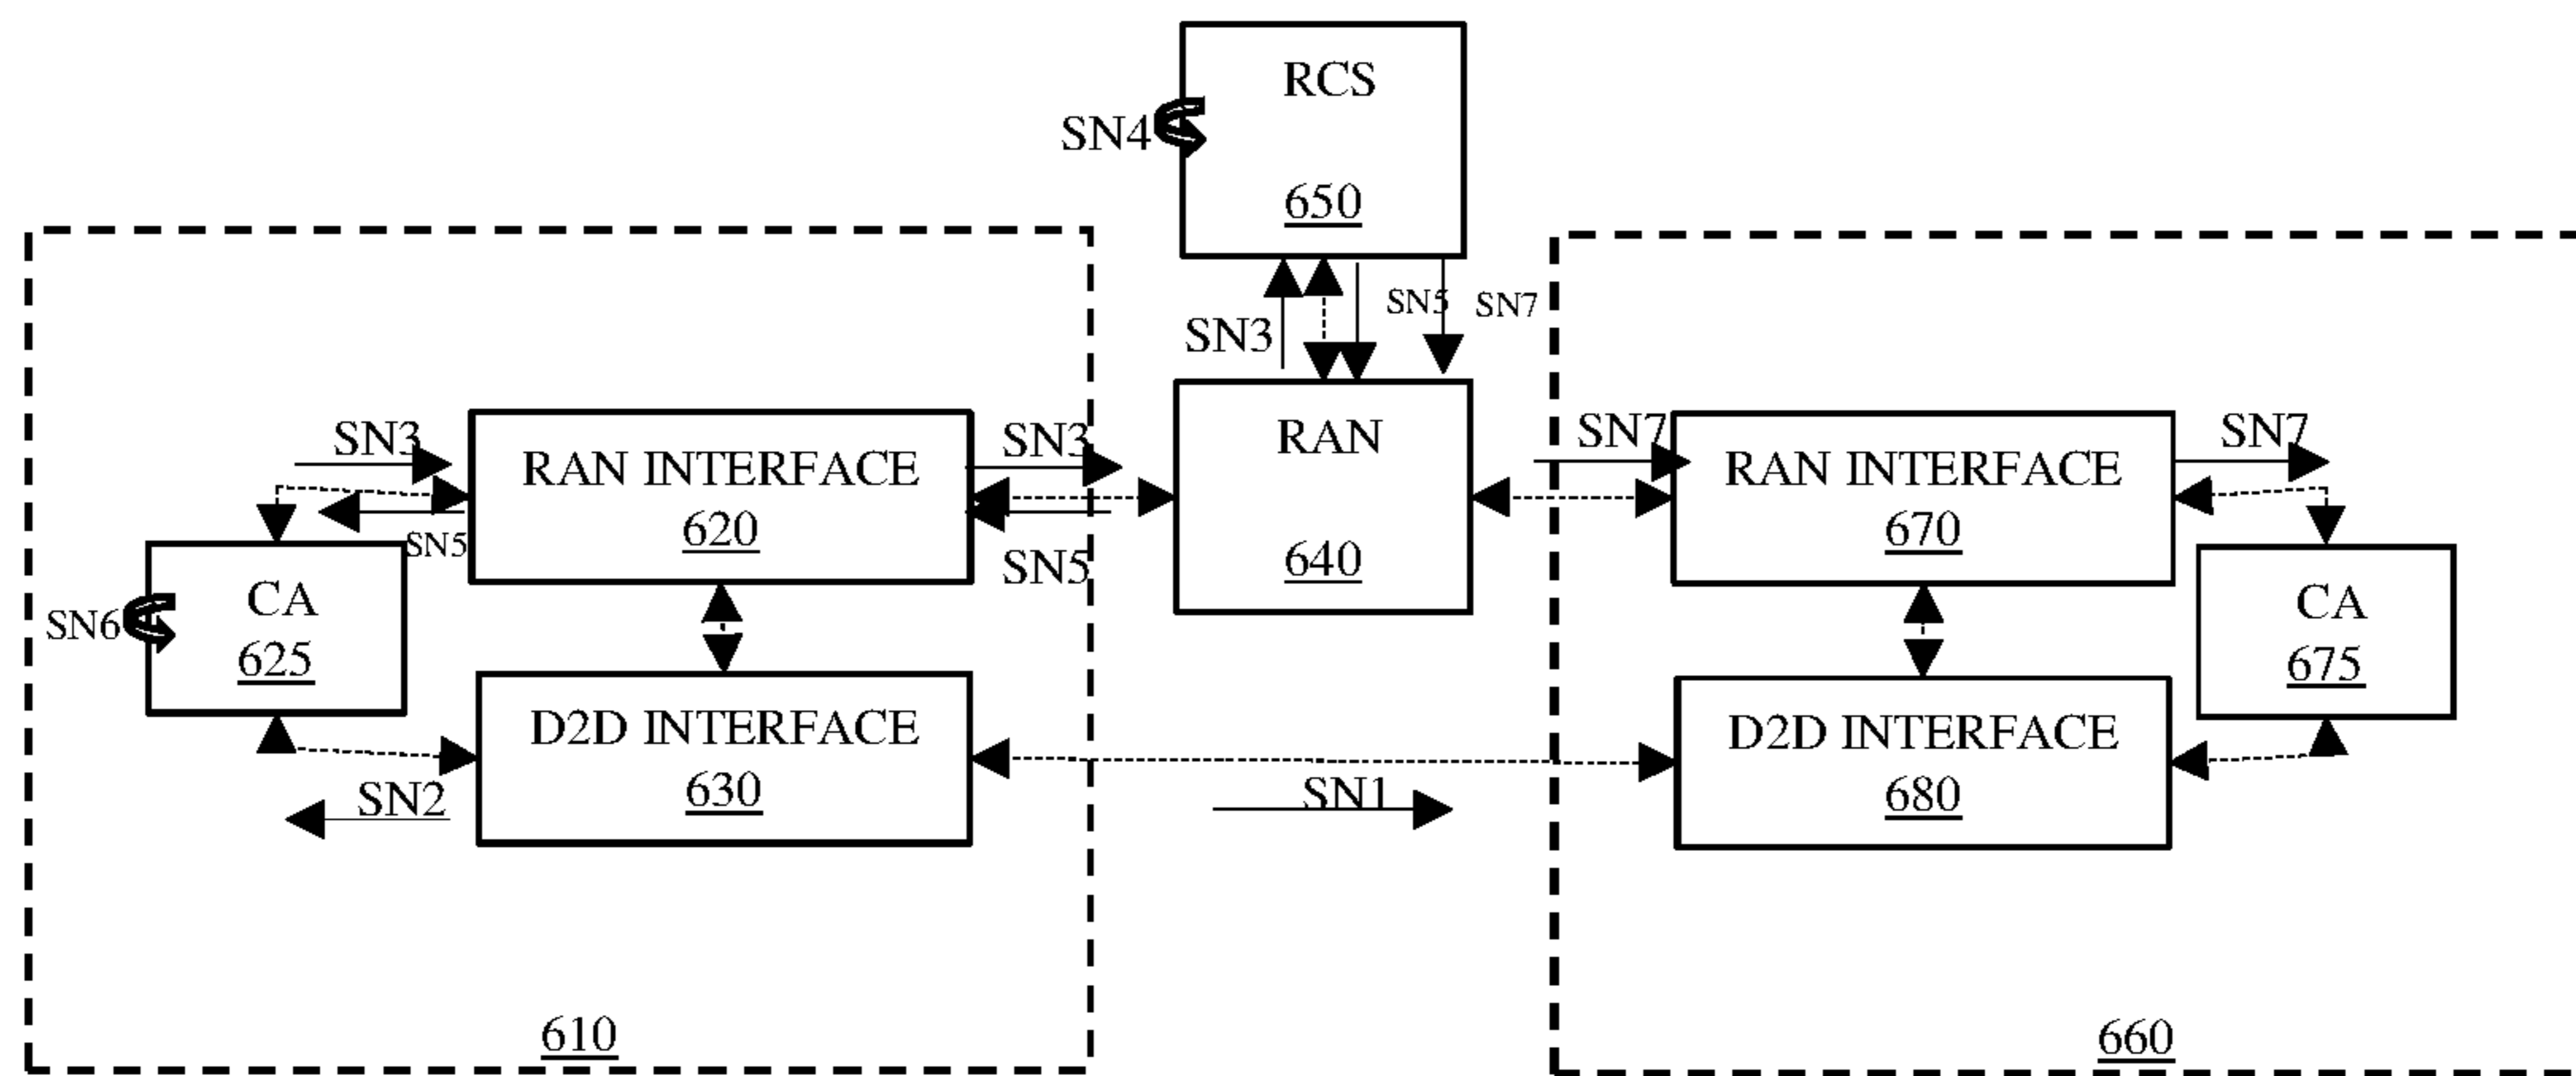 RCS
SN4
650
SN3
SN5
SN7
SN3
RAN INTERFACE
620
SN5
SN3
SN5
RAN
640
SN7
RAN INTERFACE
670
SN7
CA
625
SN6
CA
675
D2D INTERFACE
630
SN2
SN1
D2D INTERFACE
680
610
660